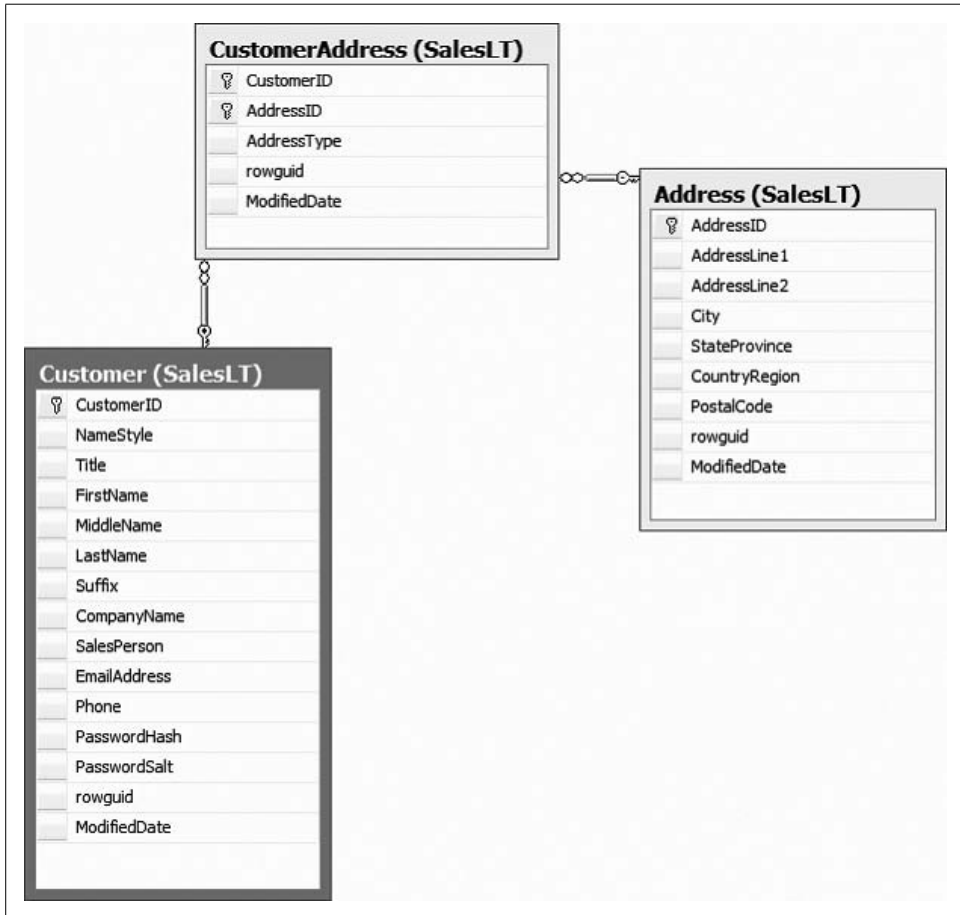 CustomerAddress (SalesLT)
CustomerID
AddressID
AddressType
rowguid
ModifiedDate
Address (SalesLT)
AddressID
AddressLine1
AddressLine2
City
StateProvince
CountryRegion
PostalCode
rowguid
ModifiedDate
Customer (SalesLT)
CustomerID
NameStyle
Title
FirstName
MiddleName
LastName
Suffix
CompanyName
SalesPerson
EmailAddress
Phone
PasswordHash
PasswordSalt
rowguid
ModifiedDate